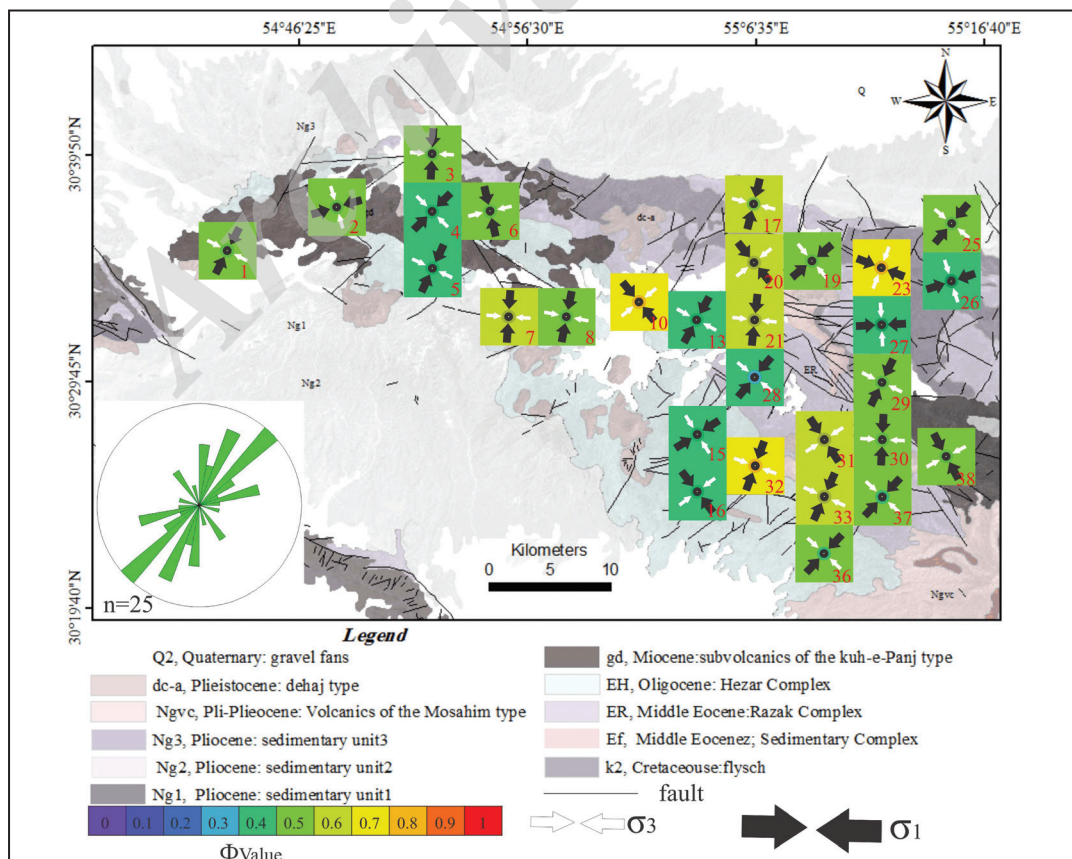 54°46'25"E 54°56'30"E 55°6'35"E 55°16'40"E
Archive
N
W E
S
Q
Ng3
30°39'50"N
3
2
gd
4
6
dc-a
17
25
1
5
20
19
23
26
10
7
8
13
21
27
Ng1
30°29'45"N
Ng2
28
ER
29
15
31
30
38
32
16
33
37
Kilometers
0 5 10
36
n=25
Ngvc
30°19'40"N
Legend
Q2, Quaternary: gravel fans
dc-a, Plieistocene: dehaj type
Ngvc, Pli-Plieocene: Volcanics of the Mosahim type
Ng3, Pliocene: sedimentary unit3
Ng2, Pliocene: sedimentary unit2
Ng1, Pliocene: sedimentary unit1
gd, Miocene:subvolcanics of the kuh-e-Panj type
EH, Oligocene: Hezar Complex
ER, Middle Eocene:Razak Complex
Ef, Middle Eocenez; Sedimentary Complex
k2, Cretaceouse:flysch
fault
0 0.1 0.2 0.3 0.4 0.5 0.6 0.7 0.8 0.9 1
ΦValue
σ3
σ1